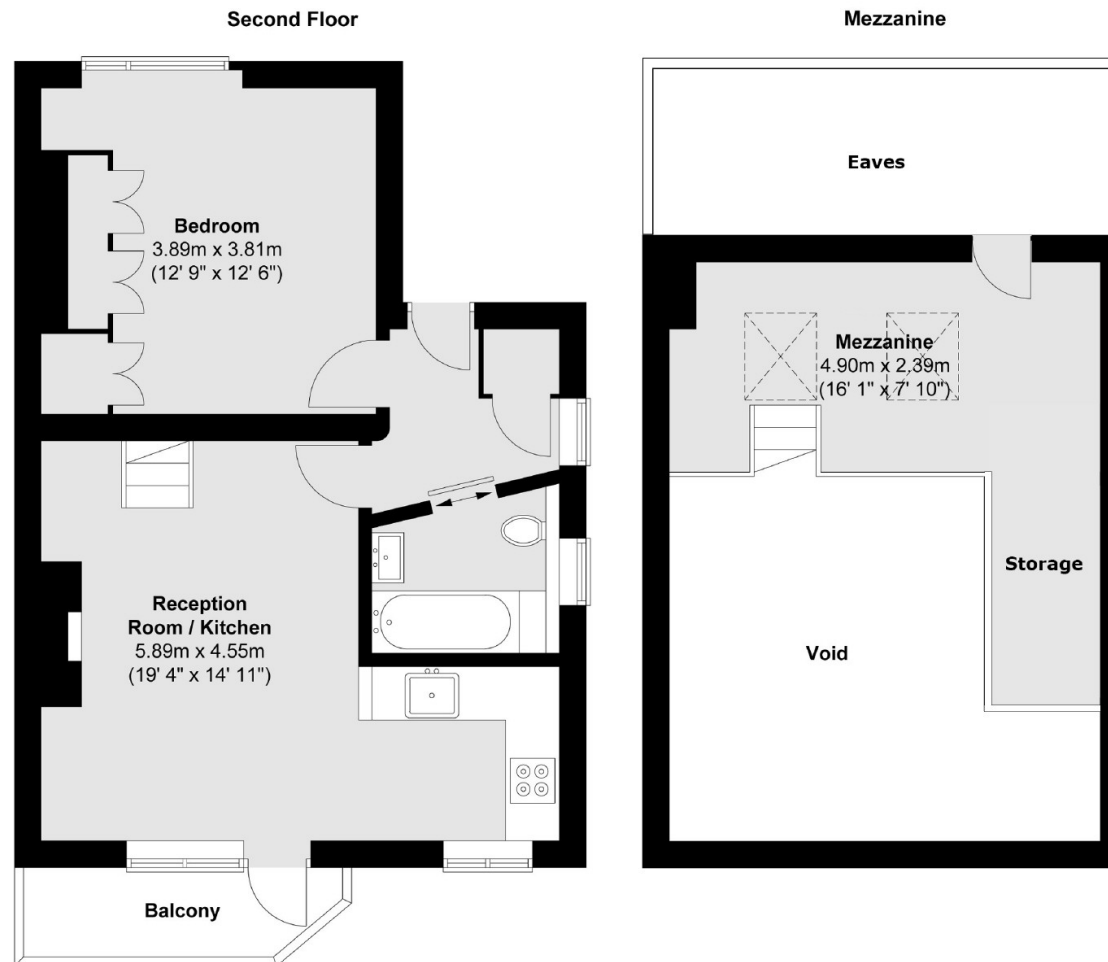 Second Floor
Mezzanine
Eaves
Bedroom
3.89m x 3.81m
(12' 9" x 12' 6")
Mezzanine
4.90m x 2.39m
(16' 1" x 7' 10")
Storage
Reception
Room / Kitchen
5.89m x 4.55m
(19' 4" x 14' 11")
Void
Balcony